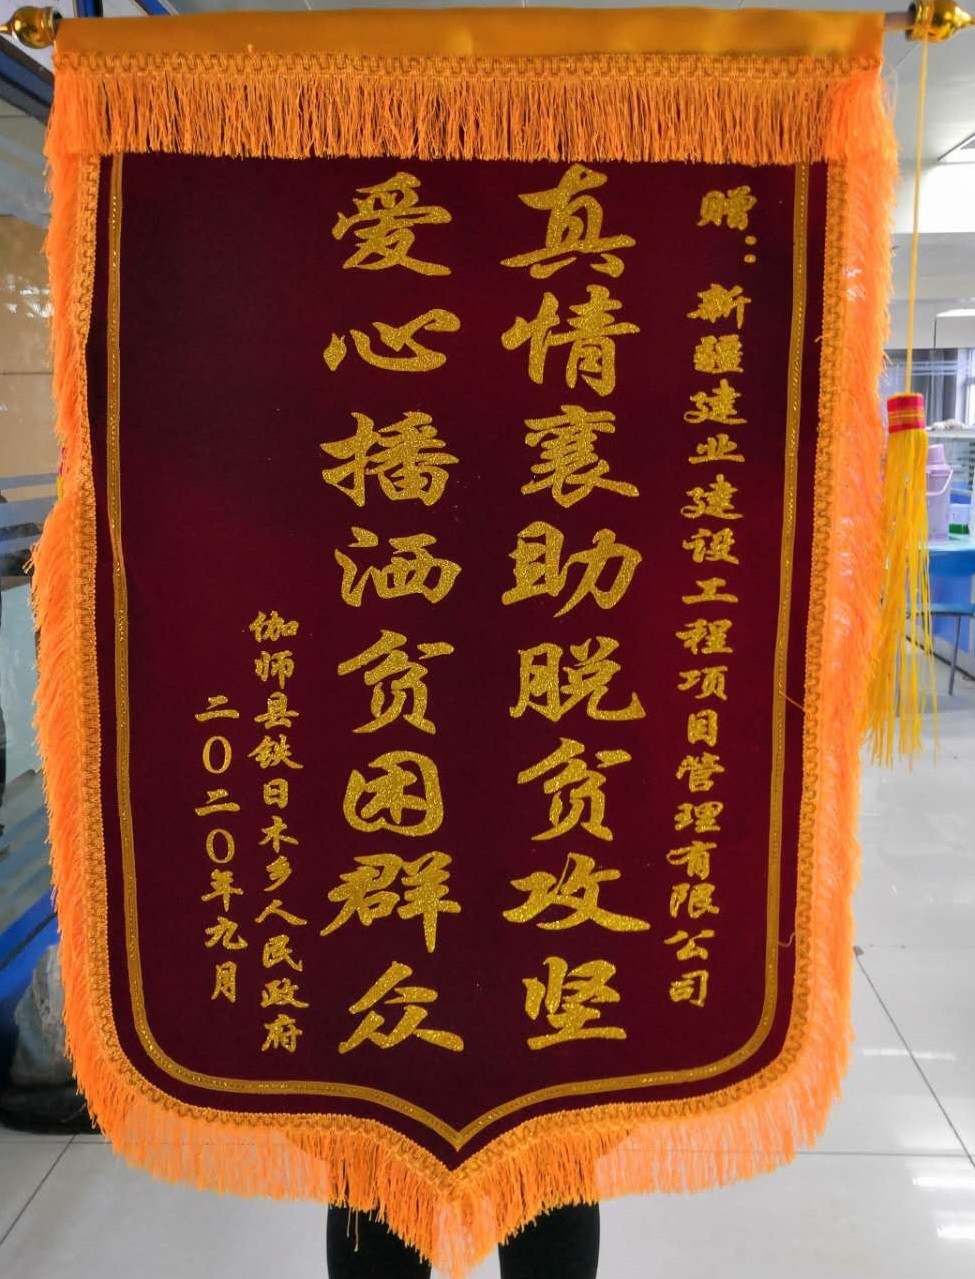 赠：新疆建业建设工程项目管理有限公司
真情襄助脱贫攻坚
爱心播洒贫困群众
伽师县铁日木乡人民政府
二0二0年九月